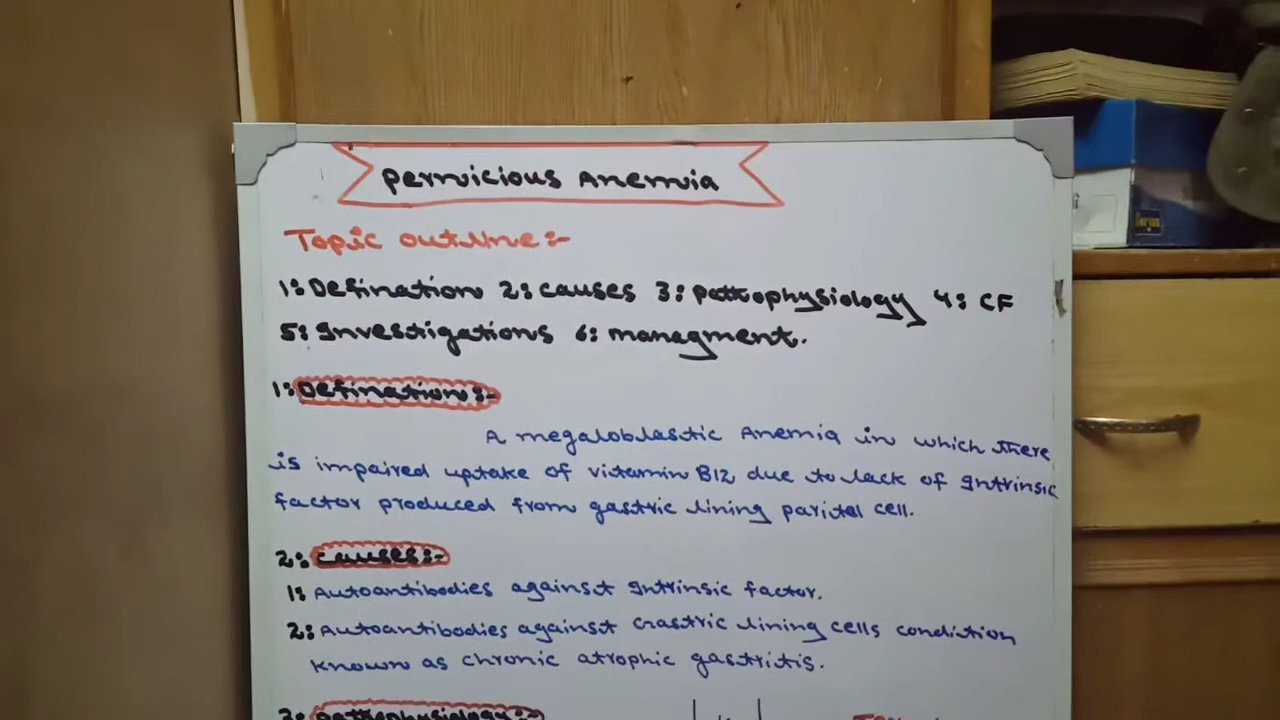 Pernicious Anemia
Topic outline:-
1: Defination 2: causes 3: pathophysiology 4: CF
5: Investigations 6: managment.
1: Defination:-
A megaloblastic Anemia in which there
is impaired uptake of vitamin B12 due to lack of Intrinsic
factor produced from gastric lining parital cell.
2: causes:-
1: Autoantibodies against Intrinsic factor.
2: Autoantibodies against Gastric lining cells condition
known as chronic atrophic gastritis.
3: pathophysiology:-